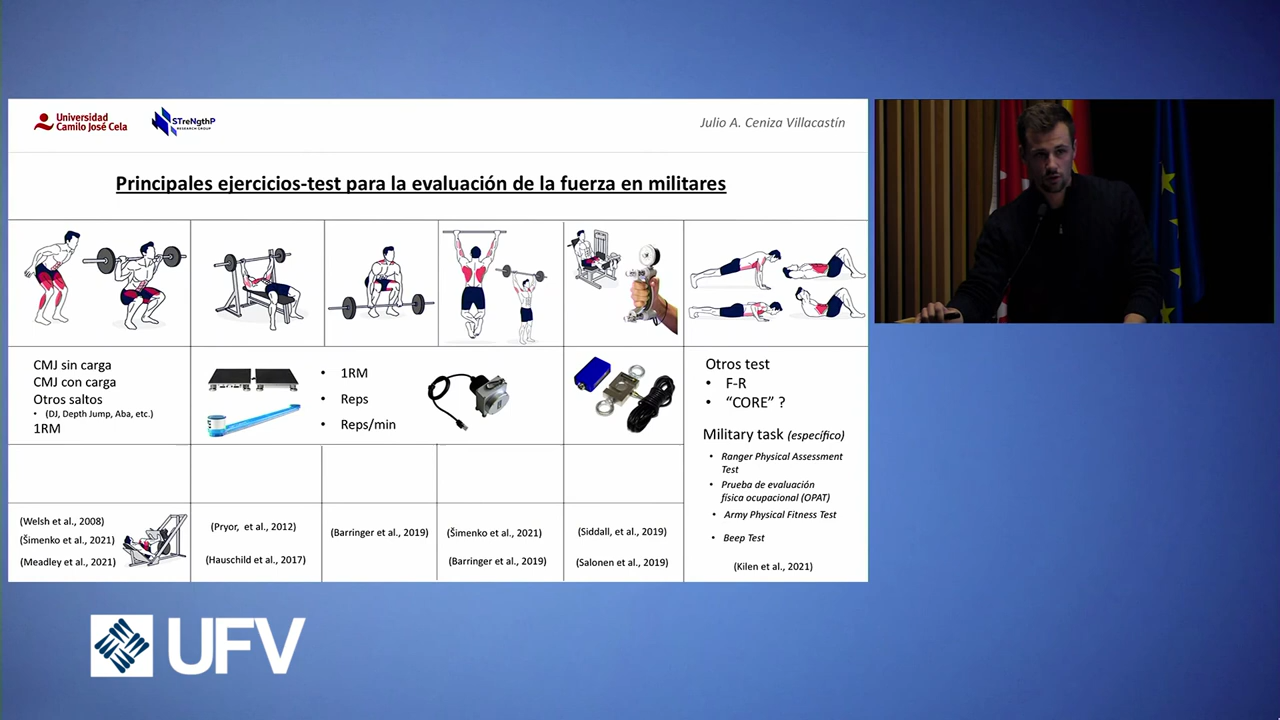 Universidad
Camilo José Cela
STreNgthP
RESEARCH GROUP
Julio A. Ceniza Villacastín
Principales ejercicios-test para la evaluación de la fuerza en militares
CMJ sin carga
CMJ con carga
Otros saltos
• (DJ, Depth Jump, Aba, etc.)
1RM
• 1RM
• Reps
• Reps/min
Otros test
• F-R
• “CORE” ?
Military task (específico)
• Ranger Physical Assessment
Test
• Prueba de evaluación
física ocupacional (OPAT)
• Army Physical Fitness Test
• Beep Test
(Kilen et al., 2021)
(Welsh et al., 2008)
(Šimenko et al., 2021)
(Meadley et al., 2021)
(Pryor, et al., 2012)
(Hauschild et al., 2017)
(Barringer et al., 2019)
(Šimenko et al., 2021)
(Barringer et al., 2019)
(Siddall, et al., 2019)
(Salonen et al., 2019)
UFV